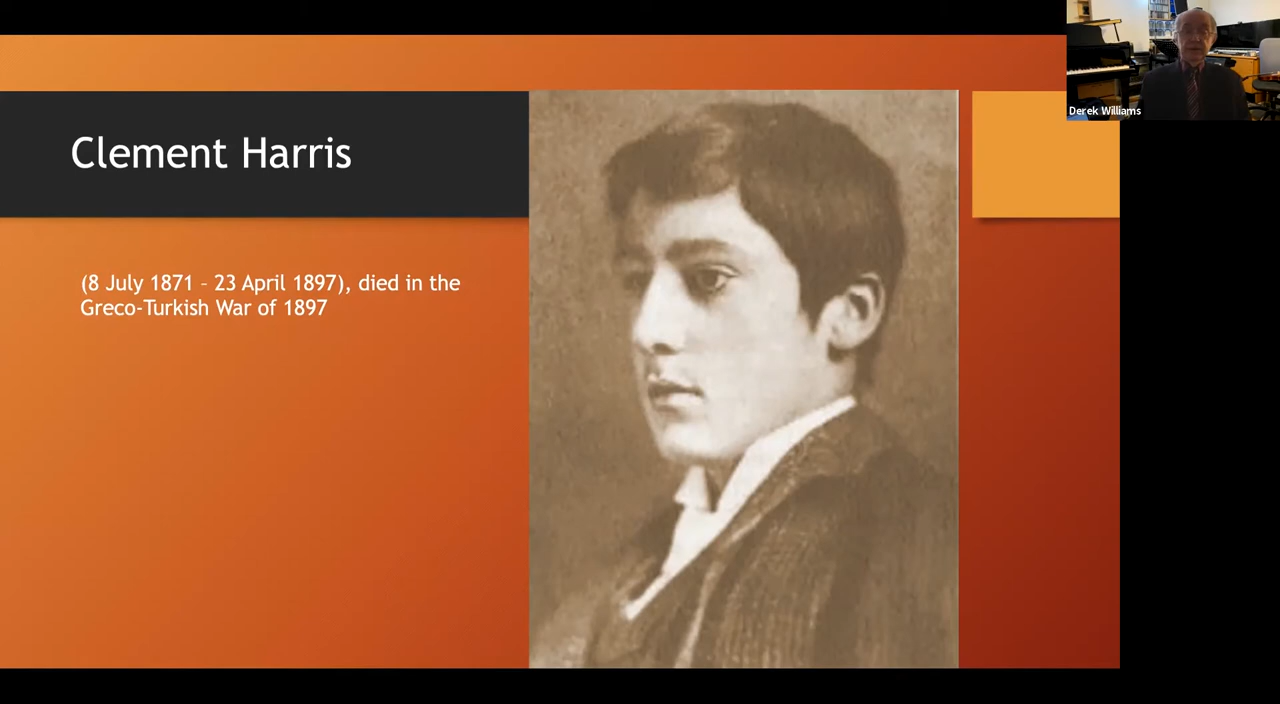 Clement Harris
(8 July 1871 – 23 April 1897), died in the
Greco-Turkish War of 1897
Derek Williams